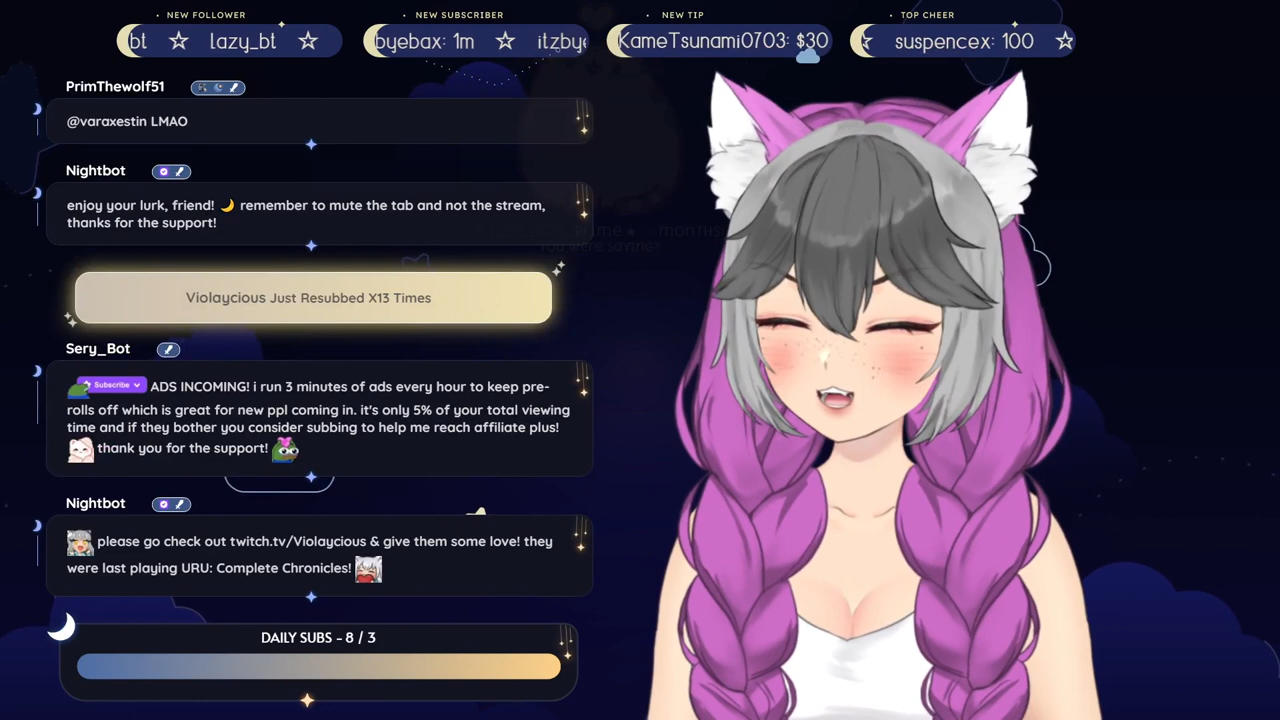 NEW FOLLOWER
NEW SUBSCRIBER
NEW TIP
TOP CHEER
bt ☆ lazy_bt ☆
byebax: 1m ☆ itzbye
KameTsunami0703: $30
☆ suspencex: 100 ☆
PrimThewolf51
@varaxestin LMAO
Nightbot
enjoy your lurk, friend! 🌙 remember to mute the tab and not the stream,
thanks for the support!
months
YOU WERE SAYING?
Violaycious Just Resubbed X13 Times
Sery_Bot
Subscribe ADS INCOMING! i run 3 minutes of ads every hour to keep pre-
rolls off which is great for new ppl coming in. it's only 5% of your total viewing
time and if they bother you consider subbing to help me reach affiliate plus!
thank you for the support!
Nightbot
please go check out twitch.tv/Violaycious & give them some love! they
were last playing URU: Complete Chronicles!
DAILY SUBS - 8 / 3